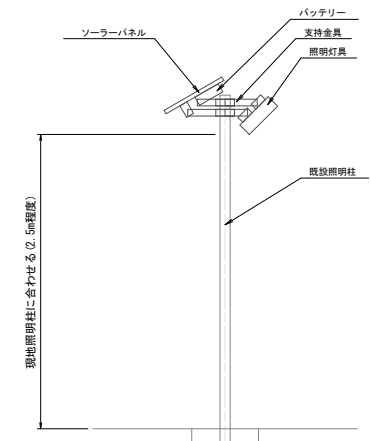 バッテリー
ソーラーパネル
支持金具
照明灯具
既設照明柱
現地照明柱に合わせる(2.5m程度)